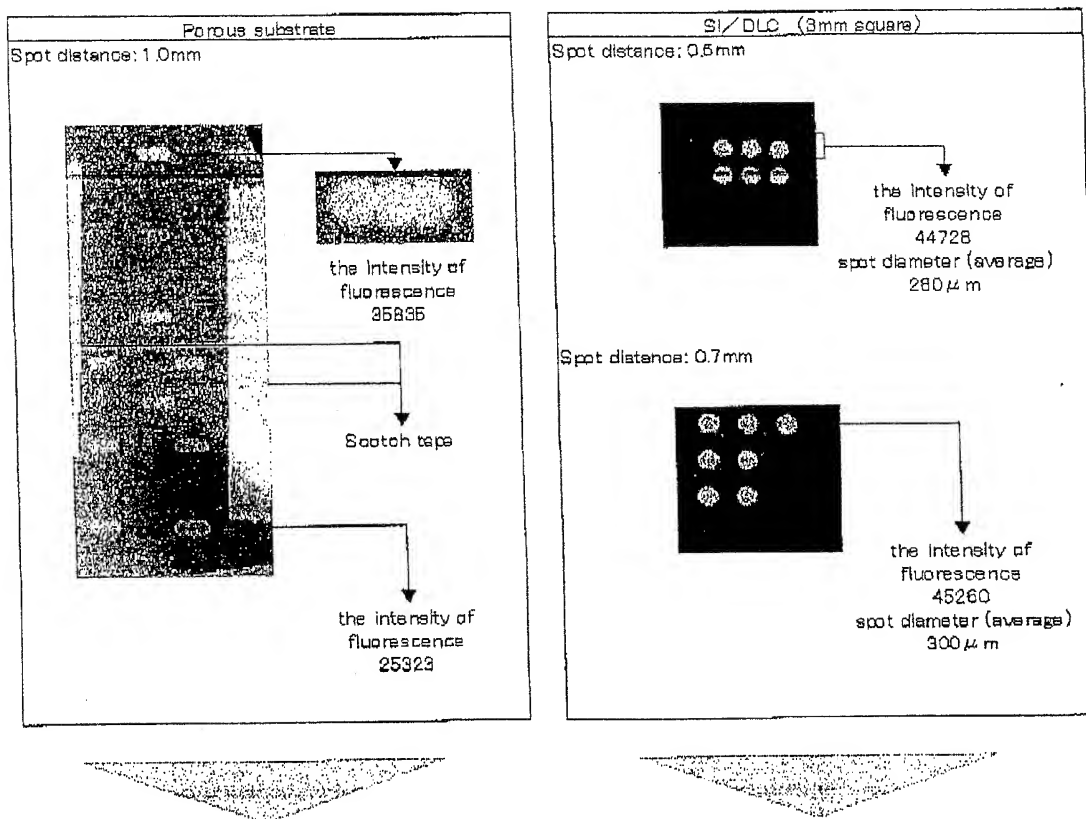 Porous substrate
Spot distance: 1.0mm
the intensity of
fluorescence
35835
Scotch tape
the intensity of
fluorescence
25323
Si/DLC (3mm square)
Spot distance: 0.5mm
the intensity of
fluorescence
44728
spot diameter (average)
280μm
Spot distance: 0.7mm
the intensity of
fluorescence
45260
spot diameter (average)
300μm